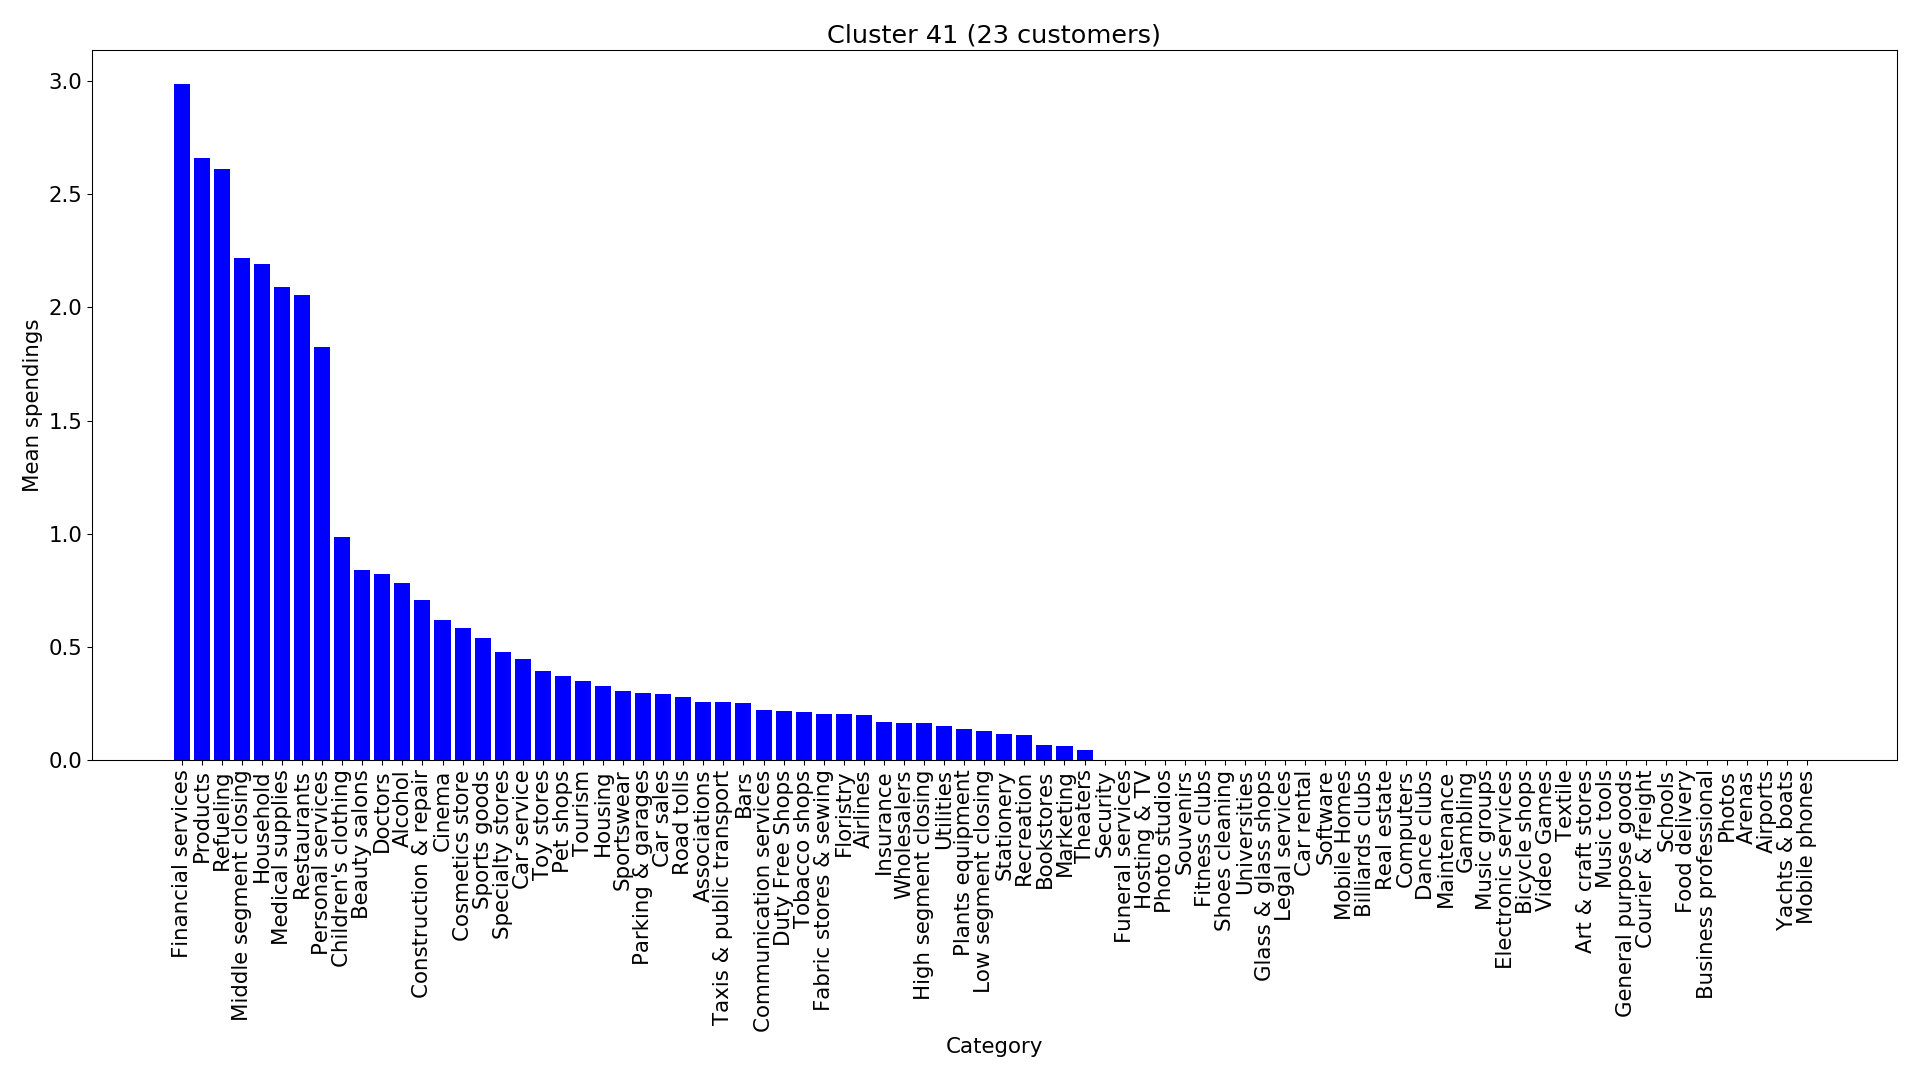 Cluster 41 (23 customers)
3.0
2.5
2.0
1.5
1.0
0.5
0.0
Mean spendings
Financial services
Products
Refueling
Middle segment closing
Household
Medical supplies
Restaurants
Personal services
Children's clothing
Beauty salons
Doctors
Alcohol
Construction & repair
Cinema
Cosmetics store
Sports goods
Specialty stores
Car service
Toy stores
Pet shops
Tourism
Housing
Sportswear
Parking & garages
Car sales
Road tolls
Associations
Taxis & public transport
Bars
Communication services
Duty Free Shops
Tobacco shops
Fabric stores & sewing
Floristry
Airlines
Insurance
Wholesalers
High segment closing
Utilities
Plants equipment
Low segment closing
Stationery
Recreation
Bookstores
Marketing
Theaters
Security
Funeral services
Hosting & TV
Photo studios
Souvenirs
Fitness clubs
Shoes cleaning
Universities
Glass & glass shops
Legal services
Car rental
Software
Mobile Homes
Billiards clubs
Real estate
Computers
Dance clubs
Maintenance
Gambling
Music groups
Electronic services
Bicycle shops
Video Games
Textile
Art & craft stores
Music tools
General purpose goods
Courier & freight
Schools
Food delivery
Business professional
Photos
Arenas
Airports
Yachts & boats
Mobile phones
Category